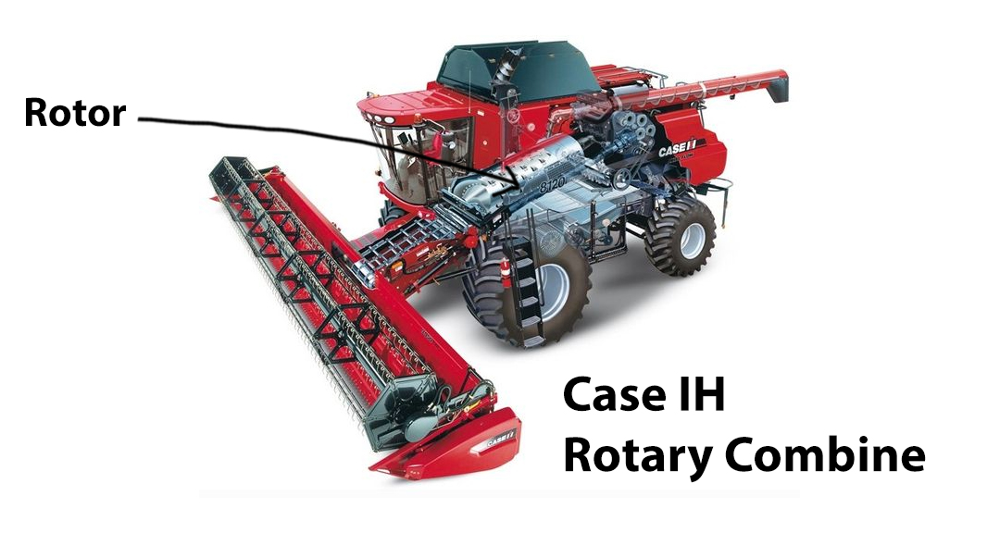 Rotor
8120
CASE IH
CASE IH
Case IH
Rotary Combine